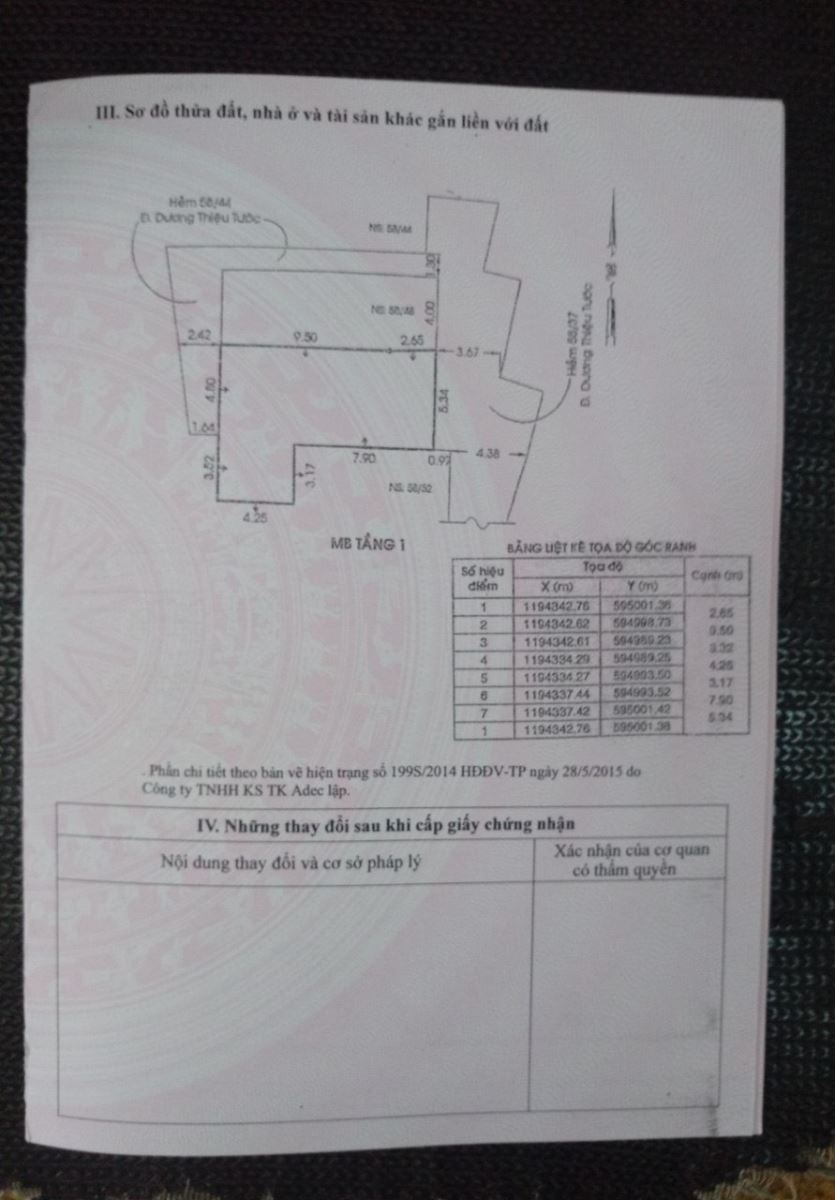 III. Sơ đồ thửa đất, nhà ở và tài sản khác gắn liền với đất
Hẻm 58/44
Đ. Dương Thiệu Tước
NS. 58/44
1.30
NS. 58/48
4.00
Hẻm 58/37
Đ. Dương Thiệu Tước
2.42
9.50
2.65
3.67
4.80
5.34
1.64
3.52
3.17
7.90
0.97
4.38
4.25
NS. 58/52
MB TẦNG 1
BẢNG LIỆT KÊ TỌA ĐỘ GÓC RANH
Số hiệu điểm
Tọa độ
Cạnh (m)
X (m) Y (m)
1 1194342.76 595001.38
2.65
2 1194342.62 594998.73
9.50
3 1194342.61 594989.23
8.32
4 1194334.29 594989.25
4.25
5 1194334.27 594993.50
3.17
6 1194337.44 594993.52
7.90
7 1194337.42 595001.42
5.34
1 1194342.76 595001.38
. Phần chi tiết theo bản vẽ hiện trạng số 199S/2014 HĐĐV-TP ngày 28/5/2015 do
Công ty TNHH KS TK Adec lập.
IV. Những thay đổi sau khi cấp giấy chứng nhận
Nội dung thay đổi và cơ sở pháp lý
Xác nhận của cơ quan
có thẩm quyền